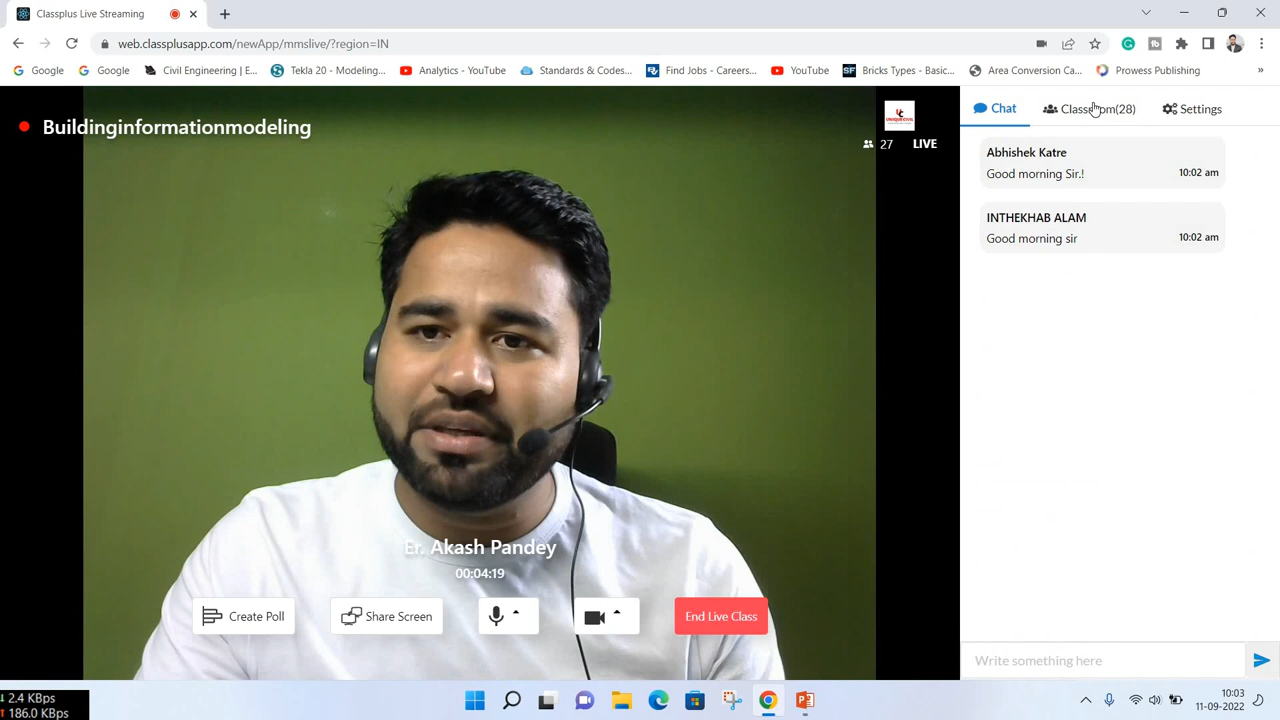 Classplus Live Streaming
web.classplusapp.com/newApp/mmslive/?region=IN
Google
Google
Civil Engineering | E...
Tekla 20 - Modeling...
Analytics - YouTube
Standards & Codes...
Find Jobs - Careers...
YouTube
SF
Bricks Types - Basic...
Area Conversion Ca...
Prowess Publishing
»
Buildinginformationmodeling
UNIQUE CIVIL
27
LIVE
Chat
Classroom(28)
Settings
Abhishek Katre
Good morning Sir.!
10:02 am
INTHEKHAB ALAM
Good morning sir
10:02 am
Er. Akash Pandey
00:04:19
Create Poll
Share Screen
End Live Class
Write something here
↓ 2.4 KBps
↑ 186.0 KBps
10:03
11-09-2022